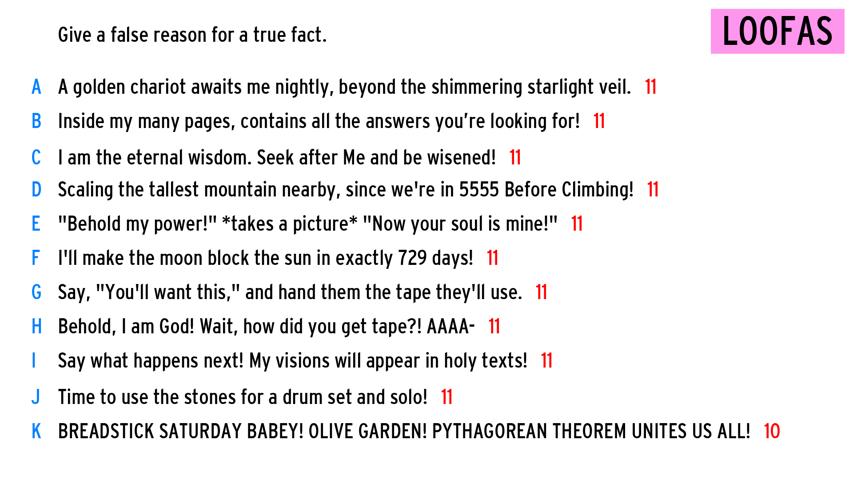 Give a false reason for a true fact.
LOOFAS
A A golden chariot awaits me nightly, beyond the shimmering starlight veil. 11
B Inside my many pages, contains all the answers you’re looking for! 11
C I am the eternal wisdom. Seek after Me and be wisened! 11
D Scaling the tallest mountain nearby, since we're in 5555 Before Climbing! 11
E "Behold my power!" *takes a picture* "Now your soul is mine!" 11
F I'll make the moon block the sun in exactly 729 days! 11
G Say, "You'll want this," and hand them the tape they'll use. 11
H Behold, I am God! Wait, how did you get tape?! AAAA- 11
I Say what happens next! My visions will appear in holy texts! 11
J Time to use the stones for a drum set and solo! 11
K BREADSTICK SATURDAY BABEY! OLIVE GARDEN! PYTHAGOREAN THEOREM UNITES US ALL! 10